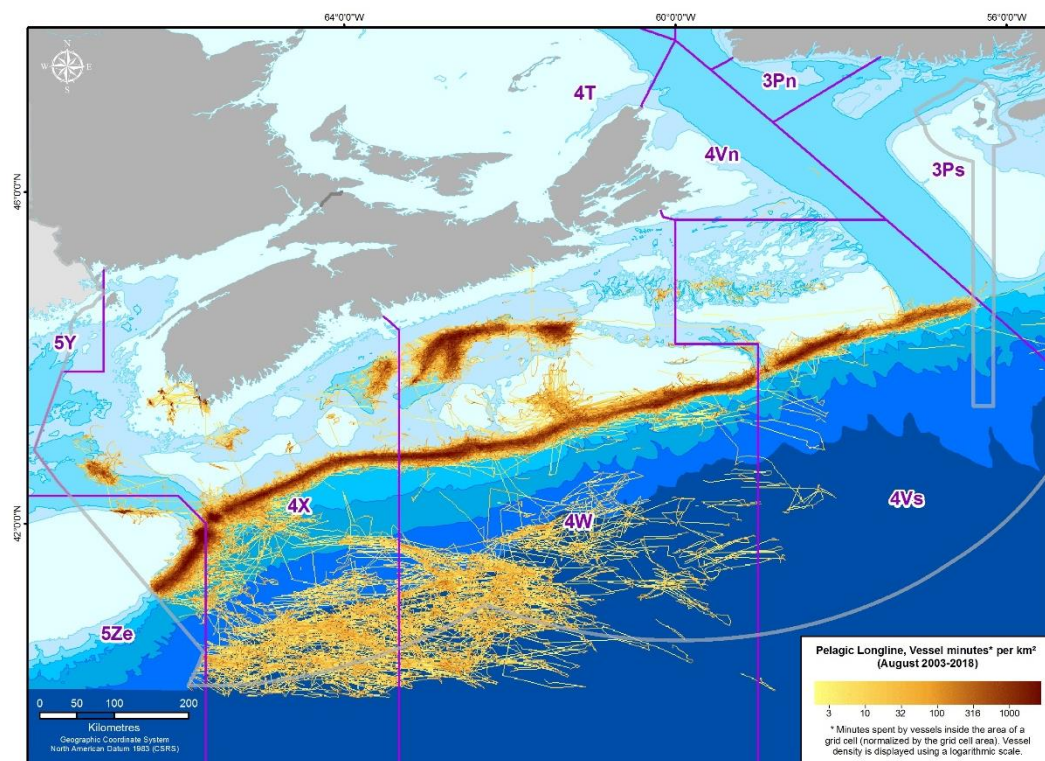 64°0'0"W 60°0'0"W 56°0'0"W
N
W E
S
4T
3Pn
4Vn
3Ps
46°0'0"N
5Y
42°0'0"N
4X
4W
4Vs
5Ze
0 50 100 200
Kilometres
Geographic Coordinate System
North American Datum 1983 (CSRS)
Pelagic Longline, Vessel minutes* per km²
(August 2003-2018)
3 10 32 100 316 1000
* Minutes spent by vessels inside the area of a
grid cell (normalized by the grid cell area). Vessel
density is displayed using a logarithmic scale.